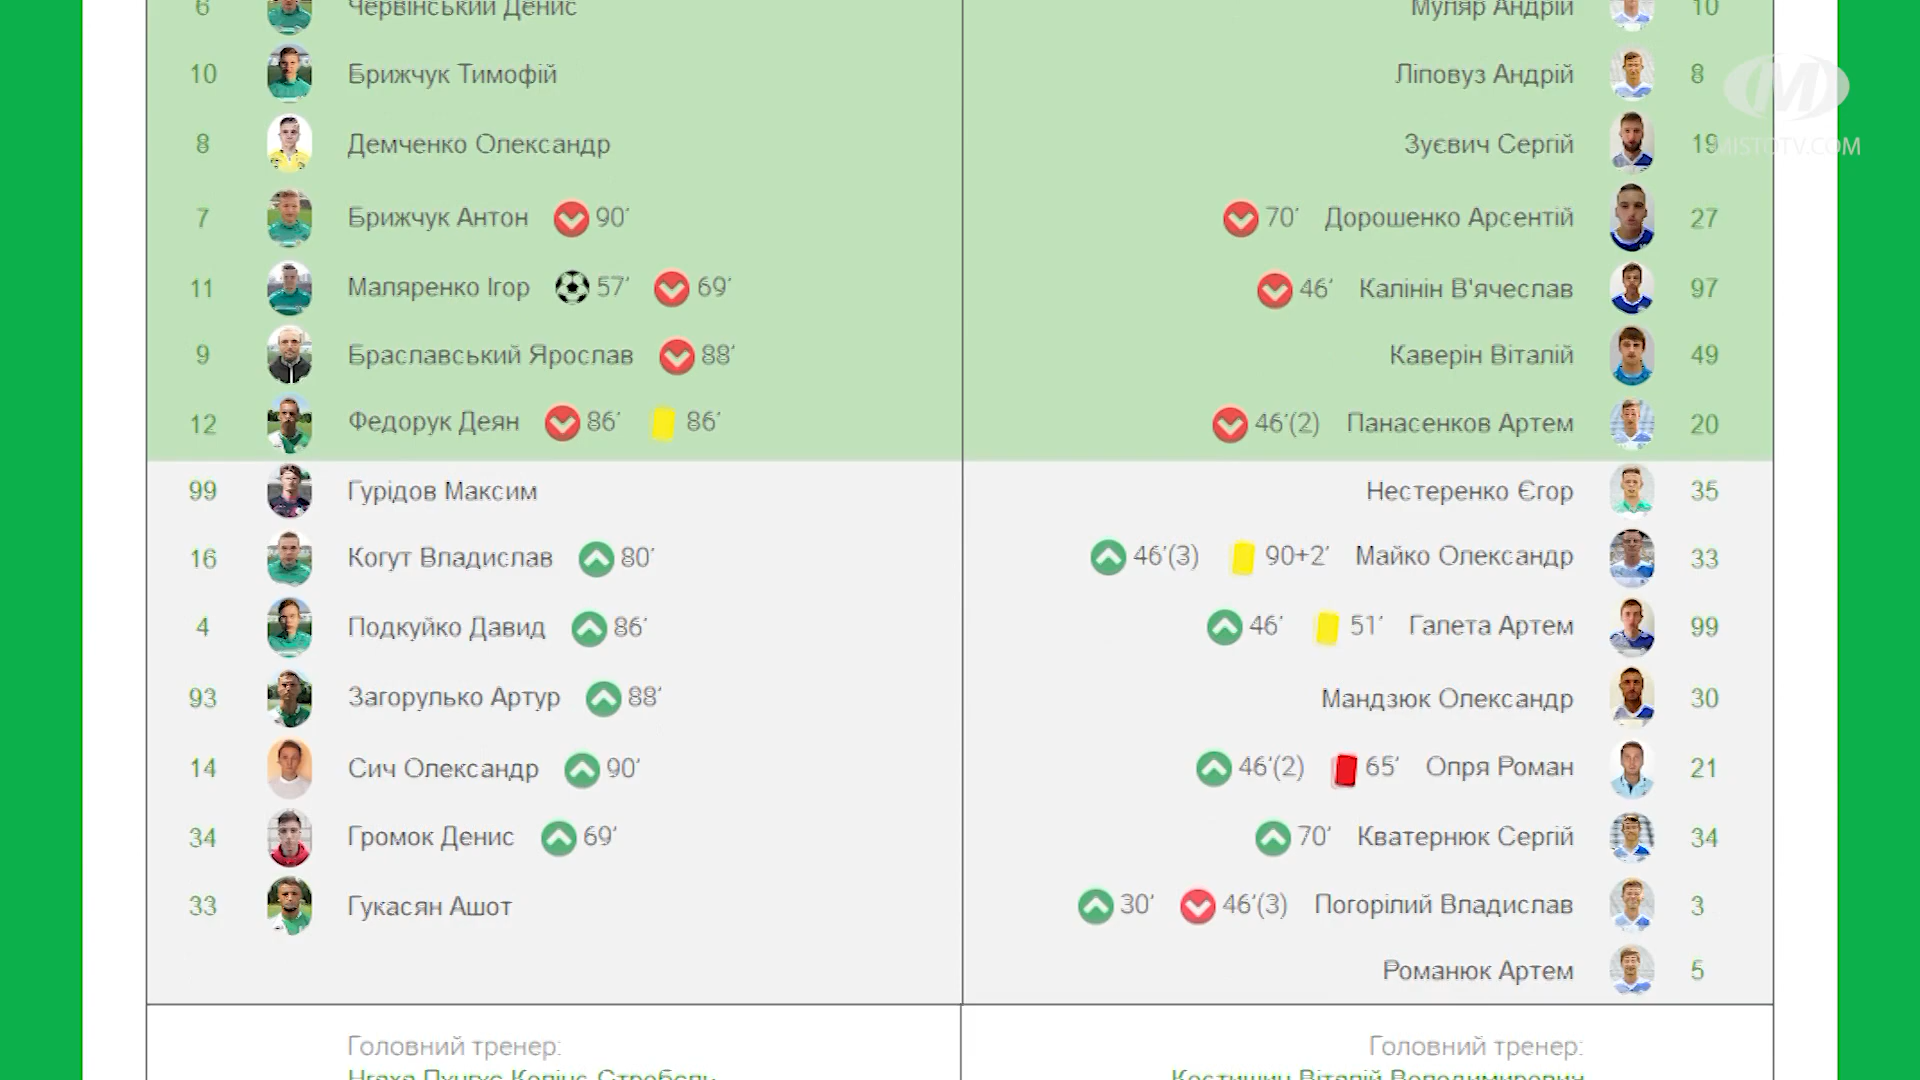 6 Червінський Денис Муляр Андрій 10
10 Брижчук Тимофій Ліповуз Андрій 8
8 Демченко Олександр Зуєвич Сергій 19
MISTOTV.COM
7 Брижчук Антон 90′ 70′ Дорошенко Арсентій 27
11 Маляренко Ігор 57′ 69′ 46′ Калінін В'ячеслав 97
9 Браславський Ярослав 88′ Каверін Віталій 49
12 Федорук Деян 86′ 86′ 46′(2) Панасенков Артем 20
99 Гурідов Максим Нестеренко Єгор 35
16 Когут Владислав 80′ 46′(3) 90+2′ Майко Олександр 33
4 Подкуйко Давид 86′ 46′ 51′ Галета Артем 99
93 Загорулько Артур 88′ Мандзюк Олександр 30
14 Сич Олександр 90′ 46′(2) 65′ Опря Роман 21
34 Громок Денис 69′ 70′ Кватернюк Сергій 34
33 Гукасян Ашот 30′ 46′(3) Погорілий Владислав 3
Романюк Артем 5
Головний тренер: Головний тренер:
Костишин Віталій Володимирович